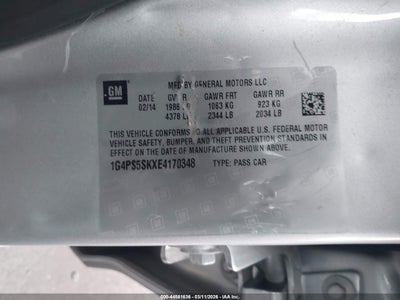 GM
MFD BY GENERAL MOTORS LLC
DATE GVWR GAWR FRT GAWR RR
02/14 1986 KG 1063 KG 923 KG
4378 LB 2344 LB 2034 LB
THIS VEHICLE CONFORMS TO ALL APPLICABLE U.S. FEDERAL MOTOR
VEHICLE SAFETY, BUMPER, AND THEFT PREVENTION STANDARDS IN
EFFECT ON THE DATE OF MANUFACTURE SHOWN ABOVE.
1G4PS5SKXE4170348 TYPE: PASS CAR
000-44581636 - 03/11/2026 - IAA Inc.